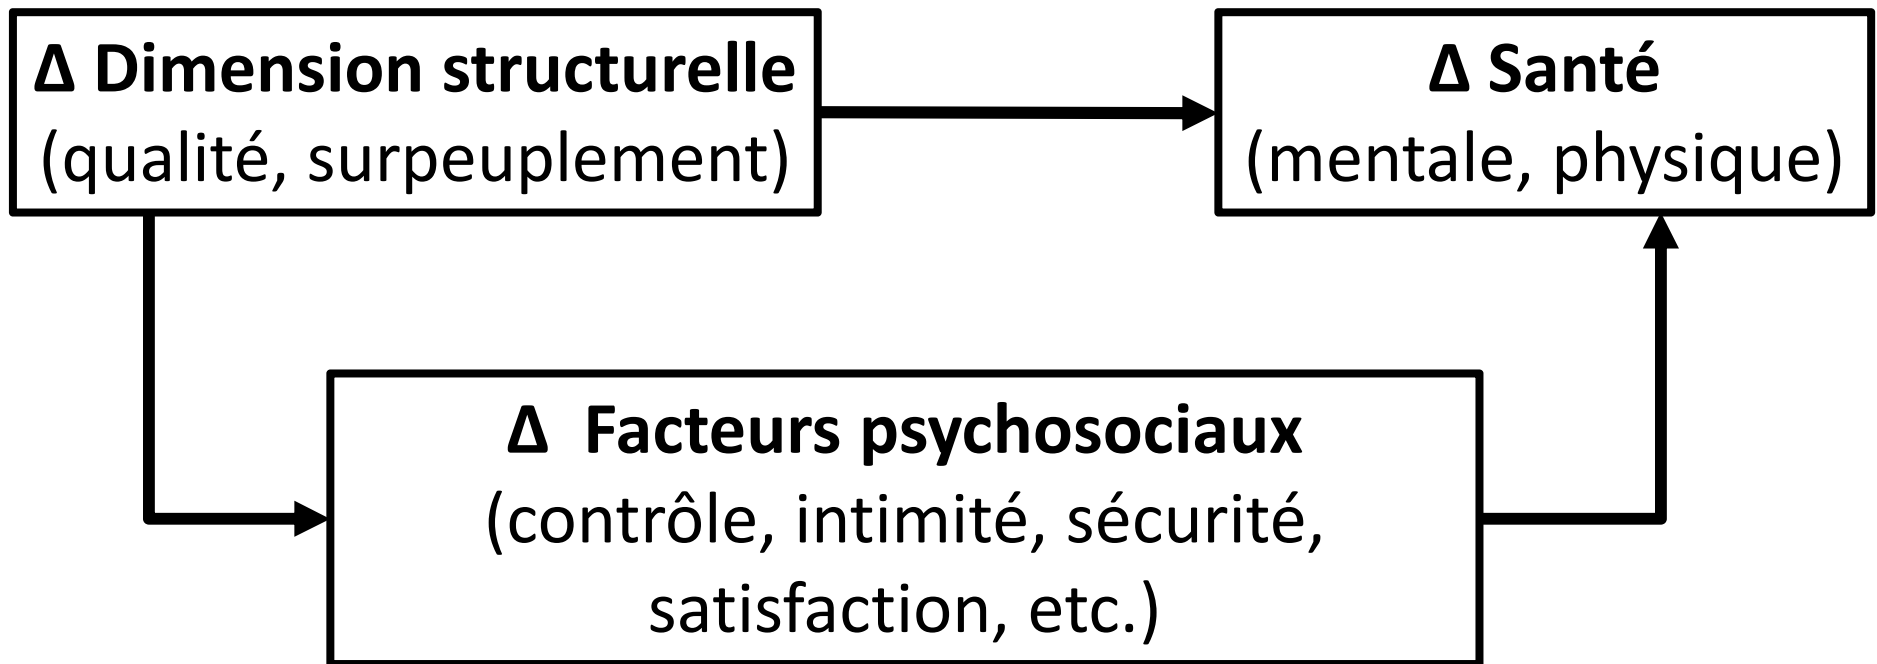 Δ Dimension structurelle
(qualité, surpeuplement)
Δ Santé
(mentale, physique)
Δ  Facteurs psychosociaux
(contrôle, intimité, sécurité,
satisfaction, etc.)